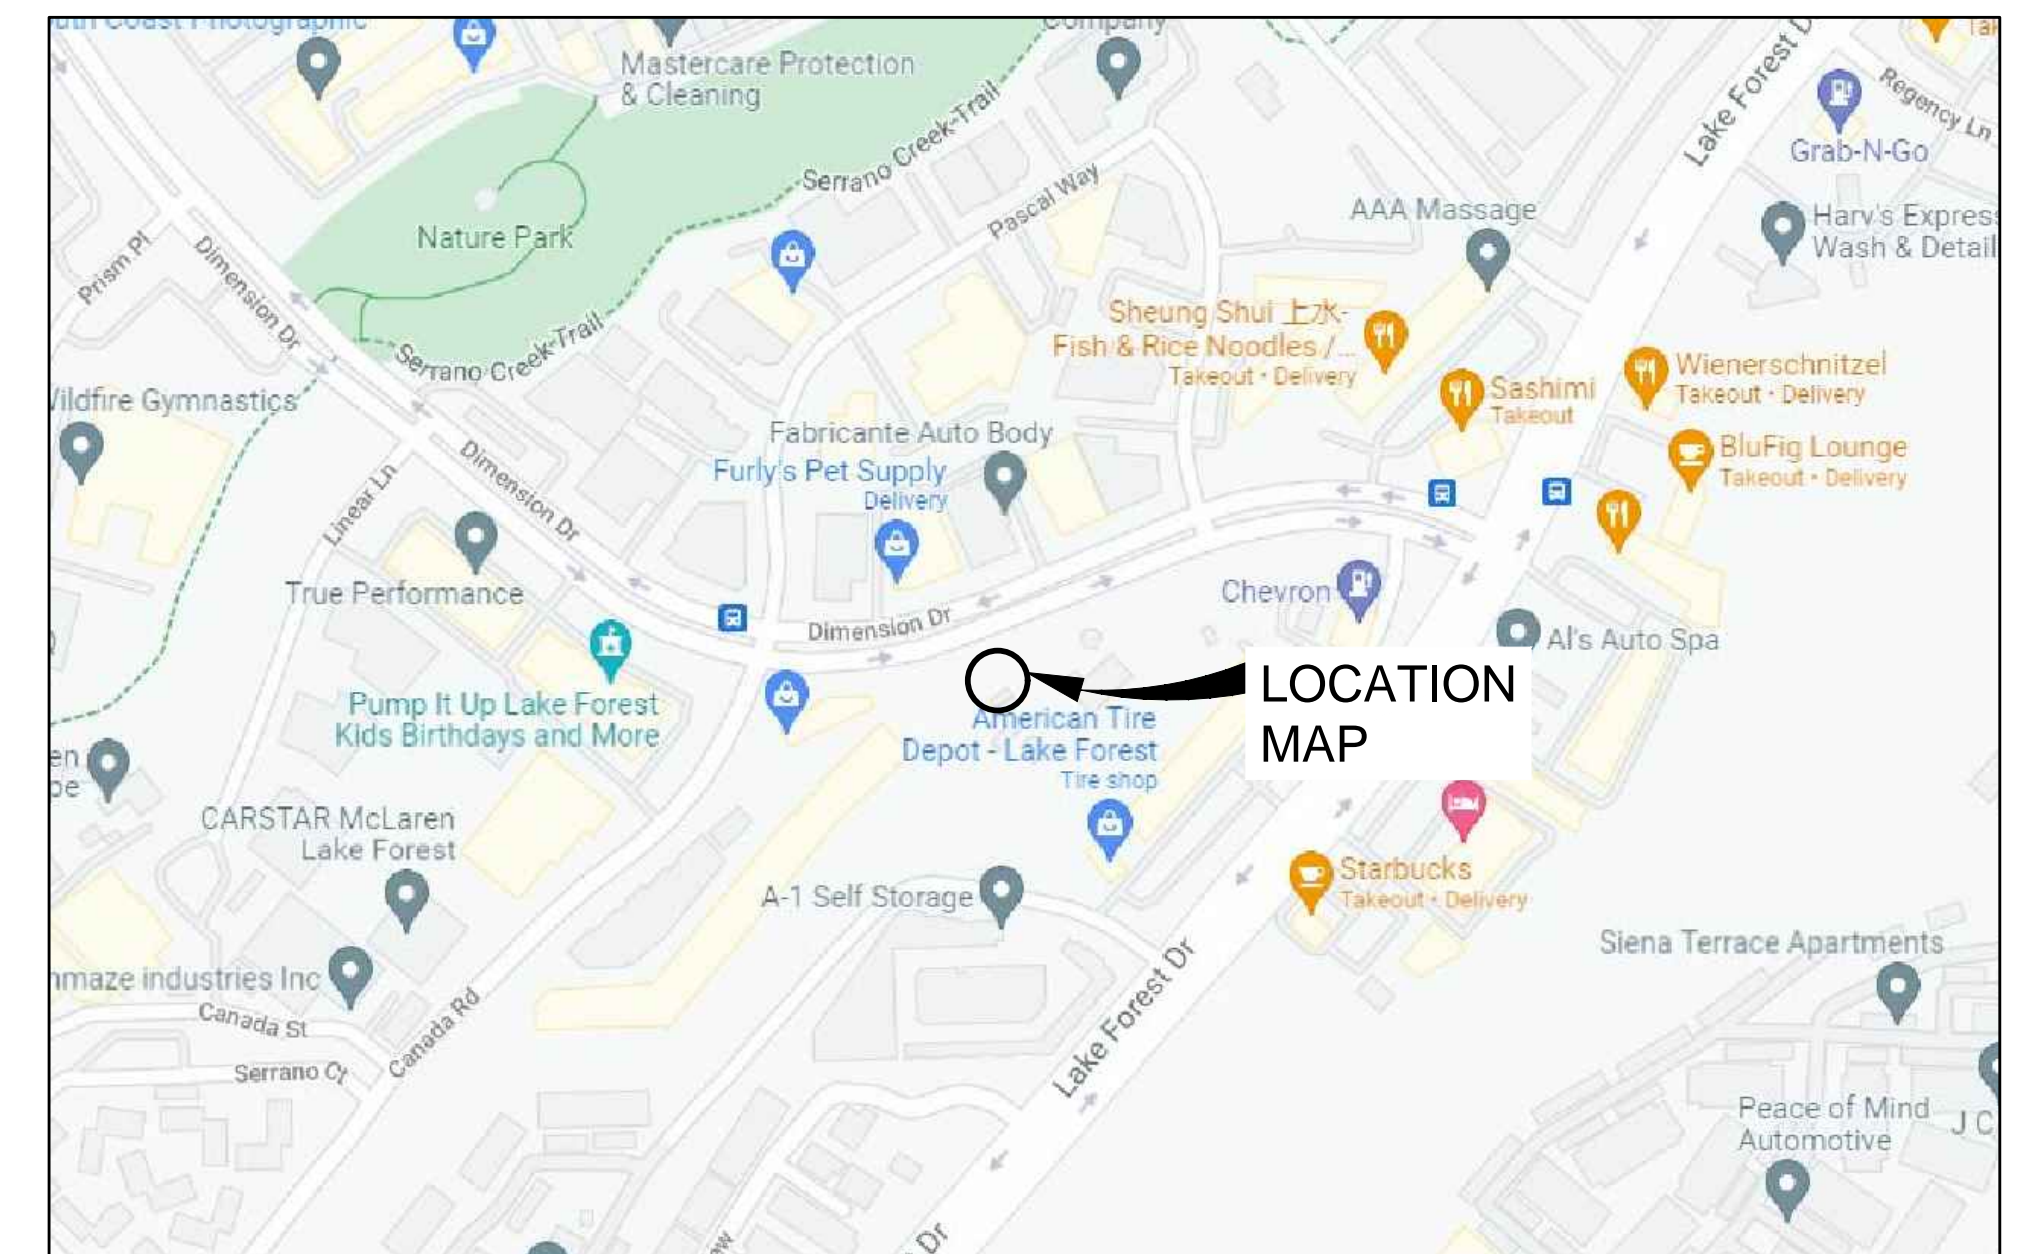 Mastercare Protection
& Cleaning
Company
Lake Forest D
Regency Ln
Grab-N-Go
Serrano Creek-Trail
Pascal Way
AAA Massage
Harv's Express
Wash & Detail
Nature Park
Prism Pl
Dimension Dr
Serrano Creek-Trail
Sheung Shui 上水-
Fish & Rice Noodles /...
Takeout · Delivery
Sashimi
Takeout
Wienerschnitzel
Takeout · Delivery
Wildfire Gymnastics
Fabricante Auto Body
Furly's Pet Supply
Delivery
BluFig Lounge
Takeout · Delivery
Dimension Dr
Linear Ln
True Performance
Chevron
Dimension Dr
Al's Auto Spa
LOCATION
MAP
Pump It Up Lake Forest
Kids Birthdays and More
American Tire
Depot - Lake Forest
Tire shop
CARSTAR McLaren
Lake Forest
A-1 Self Storage
Starbucks
Takeout · Delivery
Siena Terrace Apartments
nmaze industries Inc
Canada St
Canada Rd
Serrano Ct
Lake Forest Dr
Peace of Mind
Automotive
J C
Dr